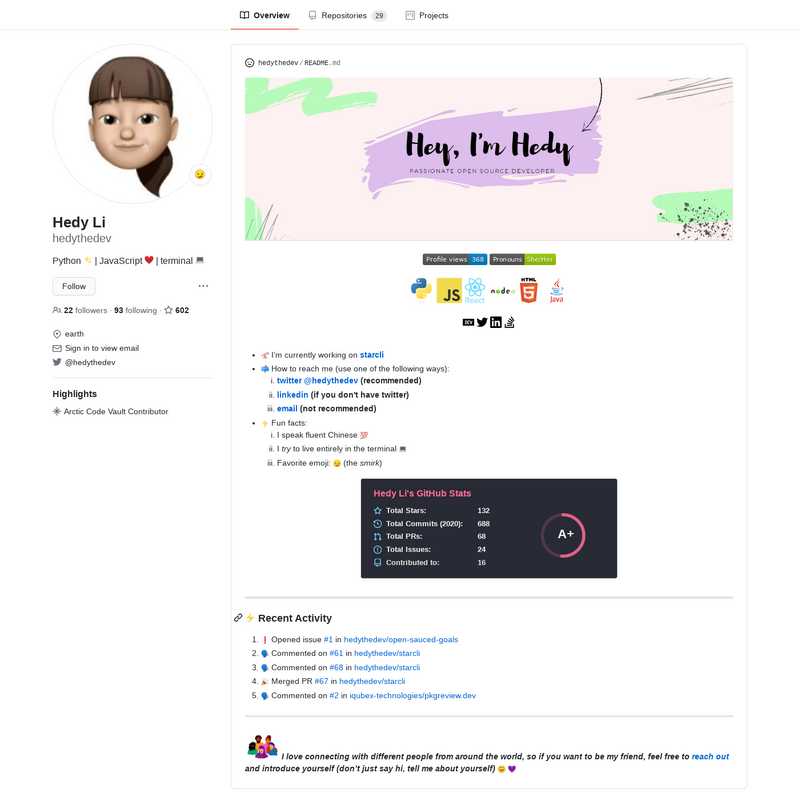 Overview Repositories 29 Projects
hedythedev / README.md
Hey, I'm Hedy
PASSIONATE OPEN SOURCE DEVELOPER
Hedy Li
hedythedev
Python ✨ | JavaScript ❤️ | terminal 💻
Follow
22 followers · 93 following · 602
earth
Sign in to view email
@hedythedev
Highlights
Arctic Code Vault Contributor
Profile views 368 Pronouns She/Her
JS React node HTML 5 Java
DEV
I'm currently working on starcli
How to reach me (use one of the following ways):
i. twitter @hedythedev (recommended)
ii. linkedin (if you don't have twitter)
iii. email (not recommended)
⚡ Fun facts:
i. I speak fluent Chinese 💯
ii. I try to live entirely in the terminal 💻
iii. Favorite emoji: 😏 (the smirk)
Hedy Li's GitHub Stats
Total Stars: 132
Total Commits (2020): 688
Total PRs: 68
Total Issues: 24
Contributed to: 16
A+
⚡ Recent Activity
1. ❗ Opened issue #1 in hedythedev/open-sauced-goals
2. 🗣 Commented on #61 in hedythedev/starcli
3. 🗣 Commented on #68 in hedythedev/starcli
4. 🎉 Merged PR #67 in hedythedev/starcli
5. 🗣 Commented on #2 in iqubex-technologies/pkgreview.dev
I love connecting with different people from around the world, so if you want to be my friend, feel free to reach out
and introduce yourself (don't just say hi, tell me about yourself) 😊 💜